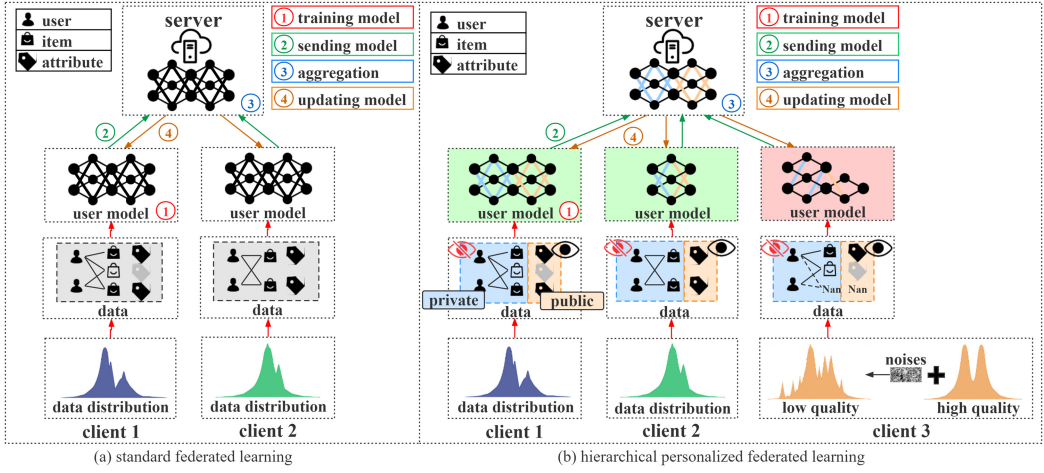 user
item
attribute
server
1 training model
2 sending model
3 aggregation
4 updating model
3
2
4
user model 1
user model
data
data
data distribution
data distribution
client 1
client 2
(a) standard federated learning
user
item
attribute
server
1 training model
2 sending model
3 aggregation
4 updating model
3
2
4
user model 1
user model
user model
Nan
Nan
private
public
data
data
data
data distribution
data distribution
noises
low quality
high quality
client 1
client 2
client 3
(b) hierarchical personalized federated learning